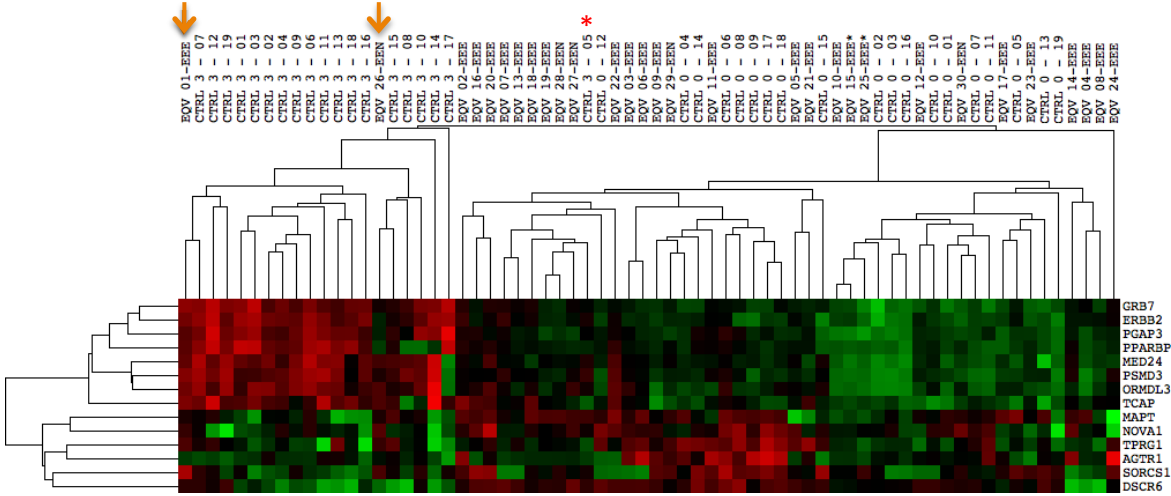 *
EQV 01-EEE
CTRL 3 - 07
CTRL 3 - 12
CTRL 3 - 19
CTRL 3 - 01
CTRL 3 - 03
CTRL 3 - 02
CTRL 3 - 04
CTRL 3 - 09
CTRL 3 - 06
CTRL 3 - 11
CTRL 3 - 13
CTRL 3 - 18
CTRL 3 - 16
EQV 26-EEN
CTRL 3 - 15
CTRL 3 - 08
CTRL 3 - 10
CTRL 3 - 14
CTRL 3 - 17
EQV 02-EEE
EQV 16-EEE
EQV 20-EEE
EQV 07-EEE
EQV 13-EEE
EQV 18-EEE
EQV 19-EEE
EQV 28-EEN
EQV 27-EEN
CTRL 3 - 05
CTRL 0 - 12
EQV 22-EEE
EQV 03-EEE
EQV 06-EEE
EQV 09-EEE
EQV 29-EEN
CTRL 0 - 04
CTRL 0 - 14
EQV 11-EEE
CTRL 0 - 06
CTRL 0 - 08
CTRL 0 - 09
CTRL 0 - 17
CTRL 0 - 18
EQV 05-EEE
EQV 21-EEE
CTRL 0 - 15
EQV 10-EEE
EQV 15-EEE*
EQV 25-EEE*
CTRL 0 - 02
CTRL 0 - 03
CTRL 0 - 16
EQV 12-EEE
CTRL 0 - 10
CTRL 0 - 01
EQV 30-EEN
CTRL 0 - 07
CTRL 0 - 11
EQV 17-EEE
CTRL 0 - 05
EQV 23-EEE
CTRL 0 - 13
CTRL 0 - 19
EQV 14-EEE
EQV 04-EEE
EQV 08-EEE
EQV 24-EEE
GRB7
ERBB2
PGAP3
PPARBP
MED24
PSMD3
ORMDL3
TCAP
MAPT
NOVA1
TPRG1
AGTR1
SORCS1
DSCR6